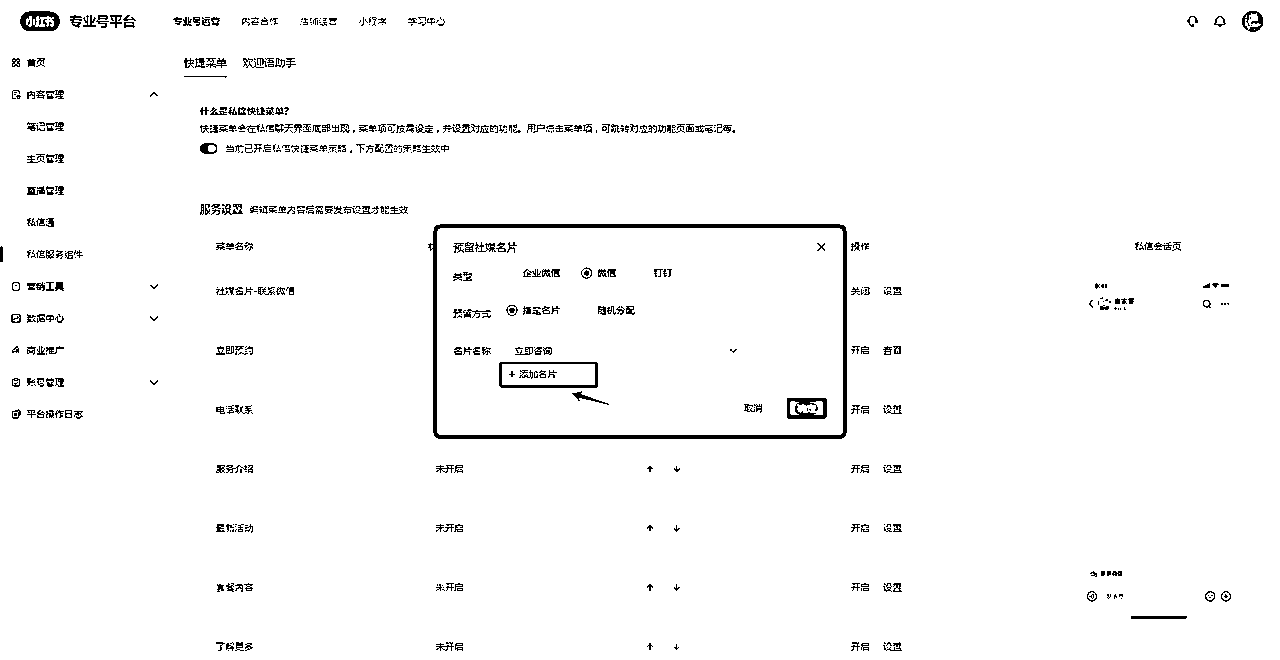 小红书 专业号平台 专业号运营 内容合作 店铺运营 小程序 学习中心
首页
内容管理
笔记管理
主页管理
直播管理
私信通
私信服务组件
营销工具
数据中心
商业推广
账号管理
平台操作日志
快捷菜单 欢迎语助手
什么是私信快捷菜单?
快捷菜单会在私信聊天界面底部出现，菜单项可按需设定，并设置对应的功能。用户点击菜单项，可跳转对应的功能页面或笔记等。
当前已开启私信快捷菜单策略，下方配置的策略生效中
服务设置 编辑菜单内容后需要发布设置才能生效
菜单名称 操作 私信会话页
社媒名片-联系微信 关闭 设置
立即预约 开启 查看
电话联系 开启 设置
服务介绍 未开启 ↑ ↓ 开启 设置
最新活动 未开启 ↑ ↓ 开启 设置
套餐内容 未开启 ↑ ↓ 开启 设置
了解更多 未开启 ↑ ↓ 开启 设置
预留社媒名片 ×
类型 企业微信 微信 钉钉
预留方式 指定名片 随机分配
名片名称 立即咨询
+ 添加名片
取消